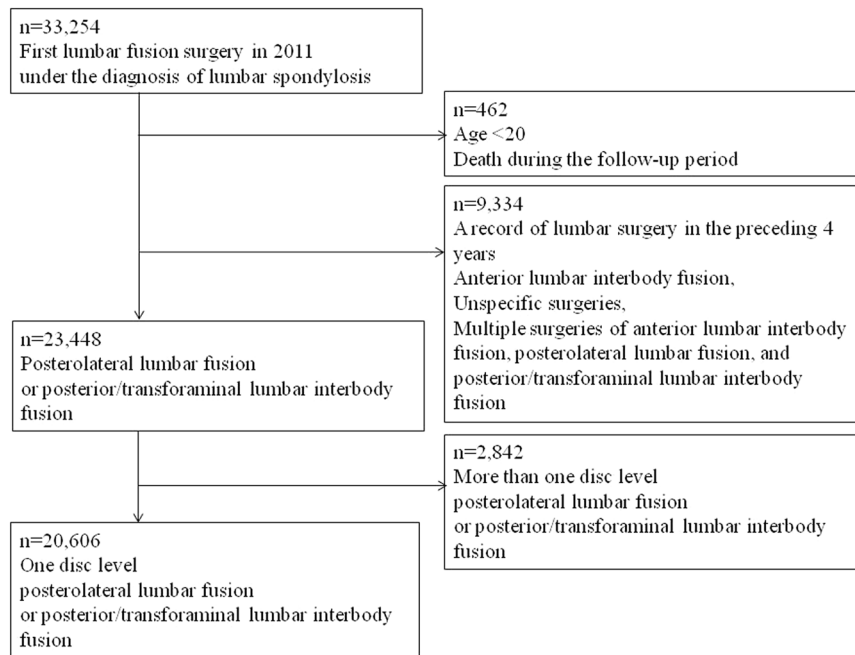 n=33,254
First lumbar fusion surgery in 2011
under the diagnosis of lumbar spondylosis
n=462
Age <20
Death during the follow-up period
n=9,334
A record of lumbar surgery in the preceding 4
years
Anterior lumbar interbody fusion,
Unspecific surgeries,
Multiple surgeries of anterior lumbar interbody
fusion, posterolateral lumbar fusion, and
posterior/transforaminal lumbar interbody
fusion
n=23,448
Posterolateral lumbar fusion
or posterior/transforaminal lumbar interbody
fusion
n=2,842
More than one disc level
posterolateral lumbar fusion
or posterior/transforaminal lumbar interbody
fusion
n=20,606
One disc level
posterolateral lumbar fusion
or posterior/transforaminal lumbar interbody
fusion